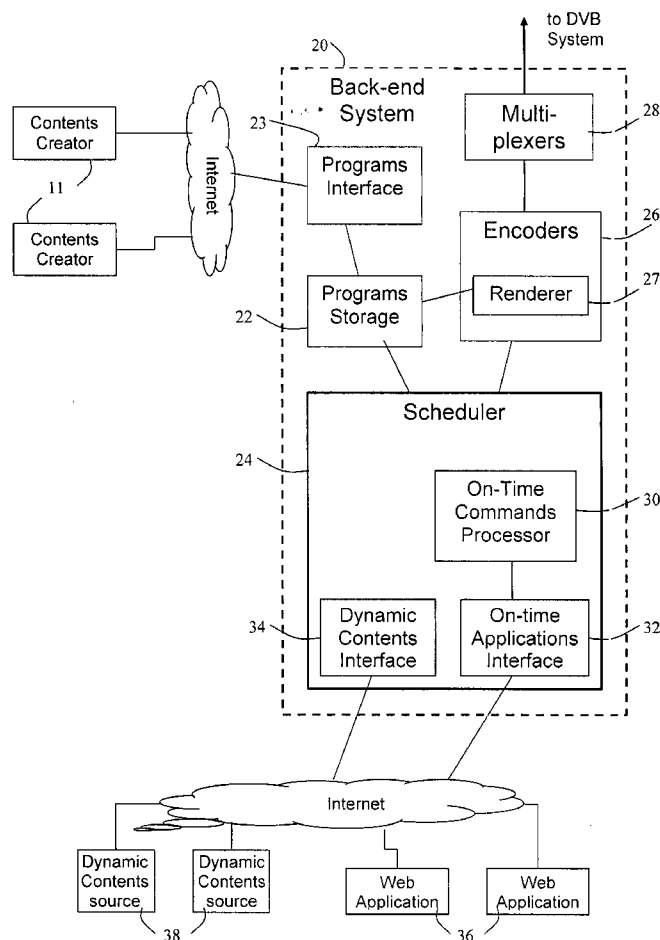 to DVB
System
20
Back-end
System
23
Multi-
plexers
28
Contents
Creator
11
Contents
Creator
Internet
Programs
Interface
Encoders
26
Renderer
27
Programs
Storage
22
Scheduler
24
On-Time
Commands
Processor
30
34
Dynamic
Contents
Interface
On-time
Applications
Interface
32
Internet
Dynamic
Contents
source
Dynamic
Contents
source
38
Web
Application
Web
Application
36